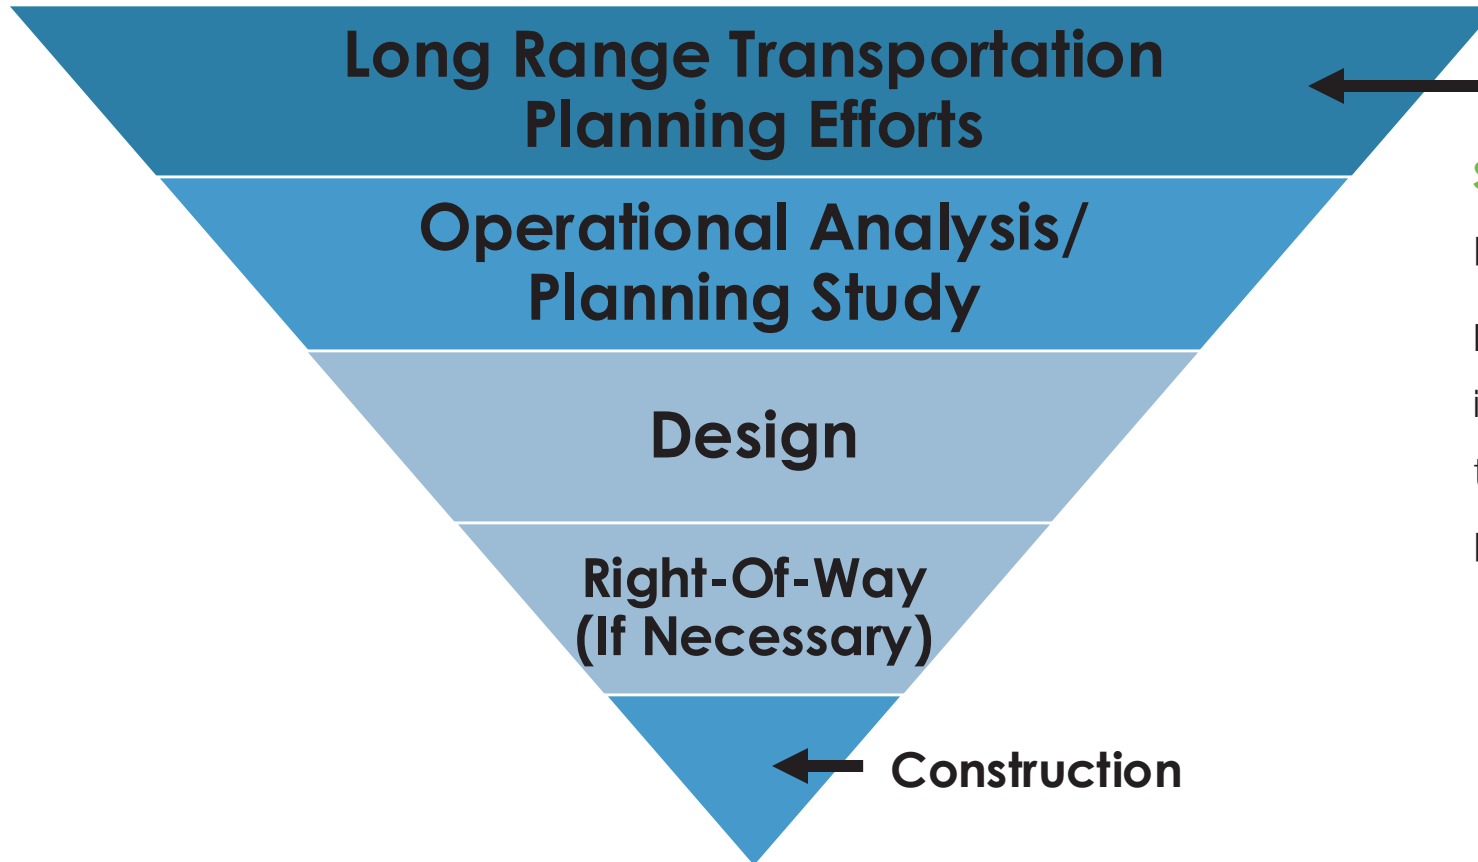 Long Range Transportation
Planning Efforts
Operational Analysis/
Planning Study
Design
Right-Of-Way
(If Necessary)
Construction